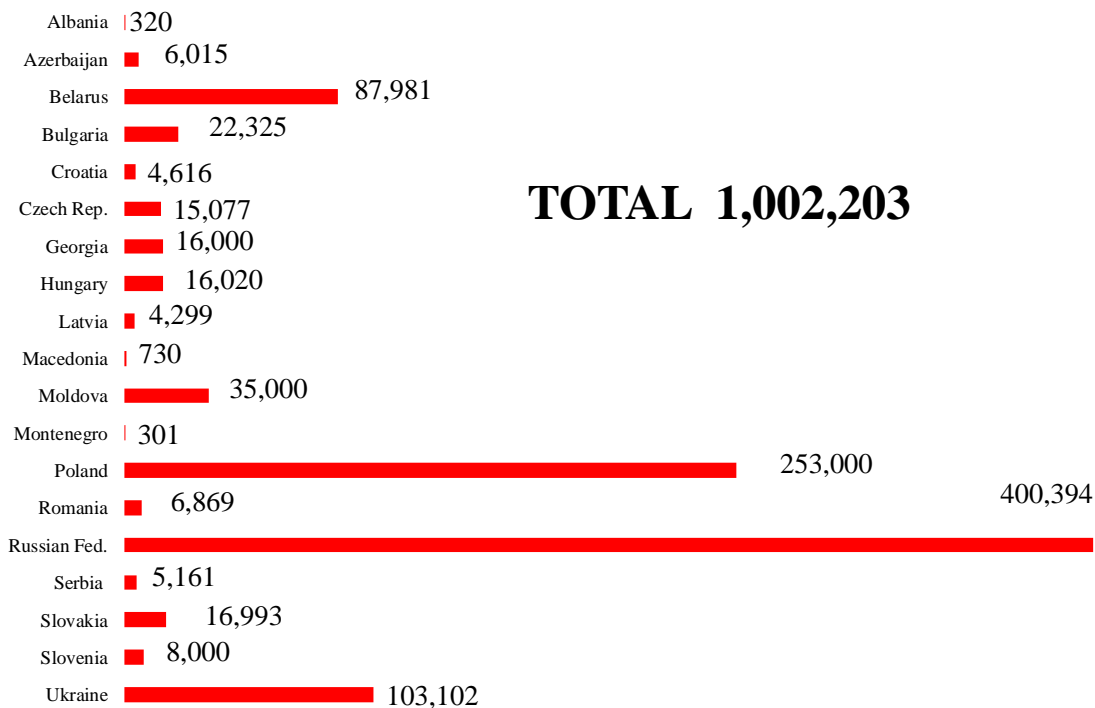 Albania 320
Azerbaijan 6,015
Belarus 87,981
Bulgaria 22,325
Croatia 4,616
TOTAL 1,002,203
Czech Rep. 15,077
Georgia 16,000
Hungary 16,020
Latvia 4,299
Macedonia 730
Moldova 35,000
Montenegro 301
Poland 253,000
Romania 6,869
400,394
Russian Fed.
Serbia 5,161
Slovakia 16,993
Slovenia 8,000
Ukraine 103,102